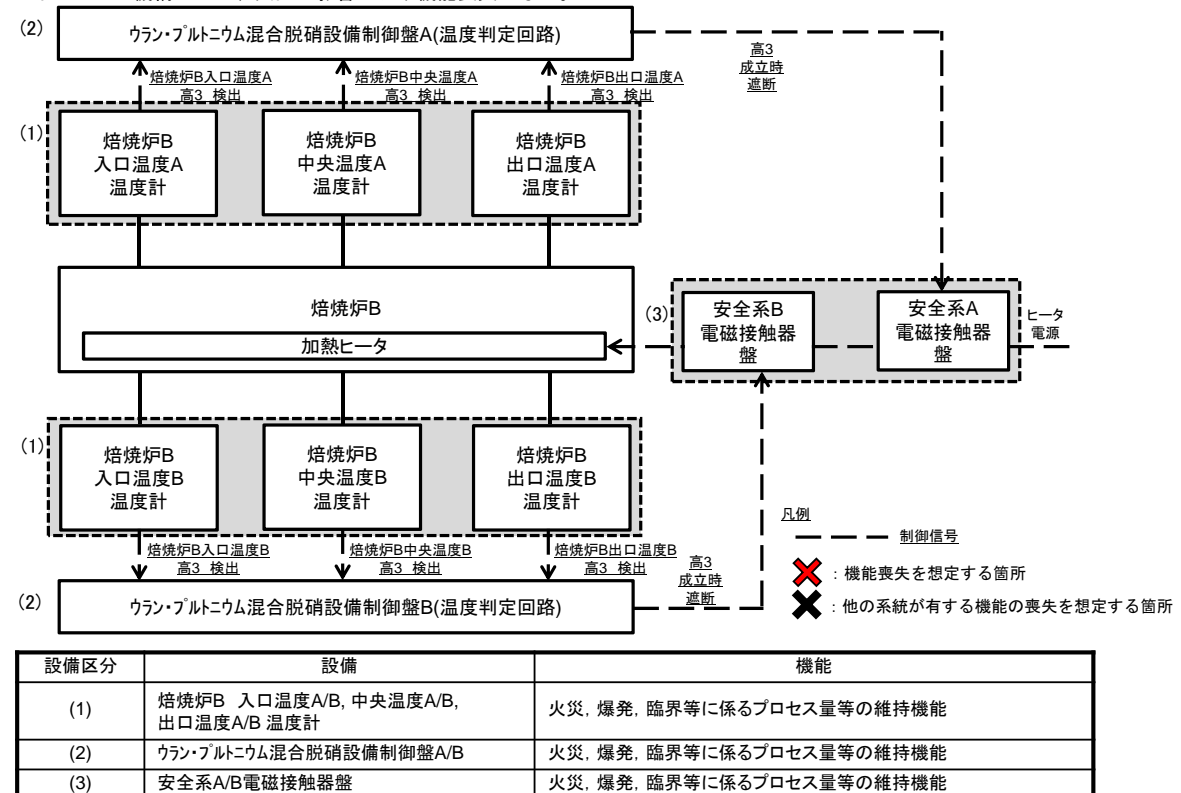 (2)
ウラン・プルトニウム混合脱硝設備制御盤A(温度判定回路)
高3
成立時
遮断
焙焼炉B入口温度A
高3 検出
焙焼炉B中央温度A
高3 検出
焙焼炉B出口温度A
高3 検出
(1)
焙焼炉B
入口温度A
温度計
焙焼炉B
中央温度A
温度計
焙焼炉B
出口温度A
温度計
焙焼炉B
加熱ヒータ
(3)
安全系B
電磁接触器
盤
安全系A
電磁接触器
盤
ヒータ
電源
(1)
焙焼炉B
入口温度B
温度計
焙焼炉B
中央温度B
温度計
焙焼炉B
出口温度B
温度計
焙焼炉B入口温度B
高3 検出
焙焼炉B中央温度B
高3 検出
焙焼炉B出口温度B
高3 検出
高3
成立時
遮断
(2)
ウラン・プルトニウム混合脱硝設備制御盤B(温度判定回路)
凡例
制御信号
：機能喪失を想定する箇所
：他の系統が有する機能の喪失を想定する箇所
設備区分 設備 機能
(1) 焙焼炉B 入口温度A/B, 中央温度A/B,
出口温度A/B 温度計 火災，爆発，臨界等に係るプロセス量等の維持機能
(2) ウラン・プルトニウム混合脱硝設備制御盤A/B 火災，爆発，臨界等に係るプロセス量等の維持機能
(3) 安全系A/B電磁接触器盤 火災，爆発，臨界等に係るプロセス量等の維持機能